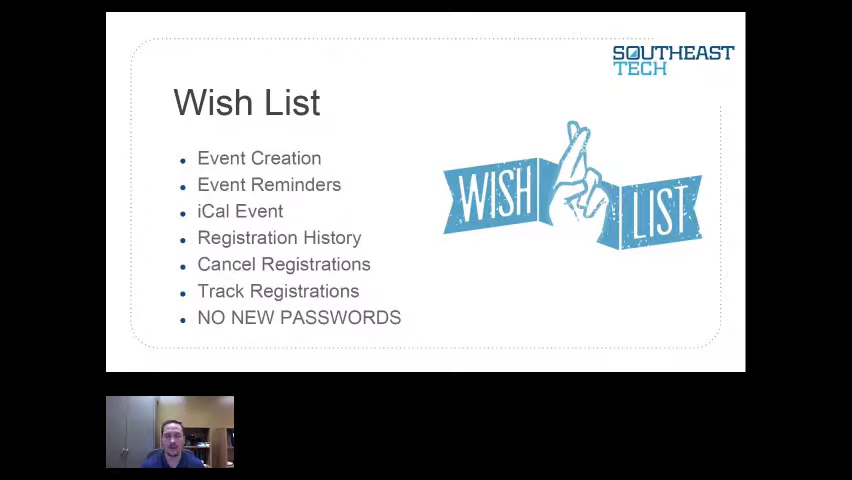 SOUTHEAST
TECH
Wish List
Event Creation
Event Reminders
iCal Event
Registration History
Cancel Registrations
Track Registrations
NO NEW PASSWORDS
WISH
LIST